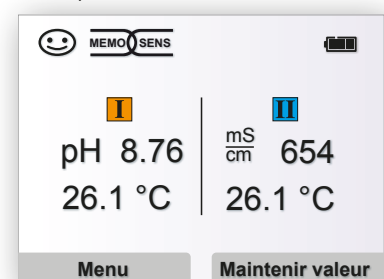 MEMO SENS
I II
pH 8.76 mS/cm 654
26.1 °C 26.1 °C
Menu Maintenir valeur